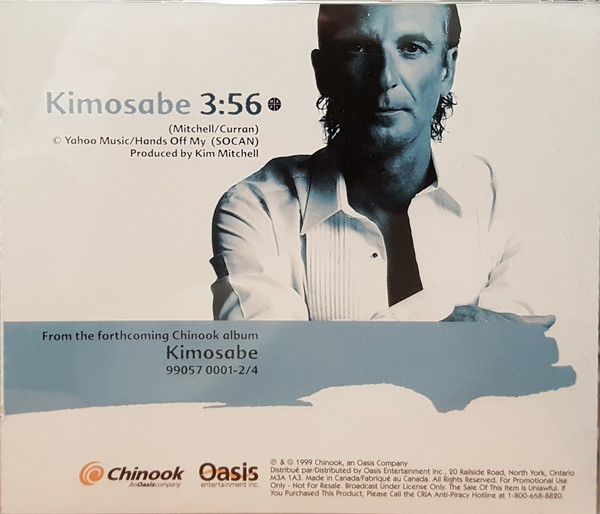 Kimosabe 3:56
(Mitchell/Curran)
© Yahoo Music/Hands Off My (SOCAN)
Produced by Kim Mitchell
From the forthcoming Chinook album
Kimosabe
99057 0001-2/4
Chinook
An Oasis company
Oasis
entertainment inc.
℗ & © 1999 Chinook, an Oasis Company
Distribué par/Distributed by Oasis Entertainment Inc., 20 Railside Road, North York, Ontario
M3A 1A3. Made in Canada/Fabriqué au Canada. All Rights Reserved. For Promotional Use
Only - Not For Resale. Broadcast Under License Only. The Sale Of This Item Is Unlawful. If
You Purchased This Product, Please Call the CRIA Anti-Piracy Hotline at 1-800-668-8820.